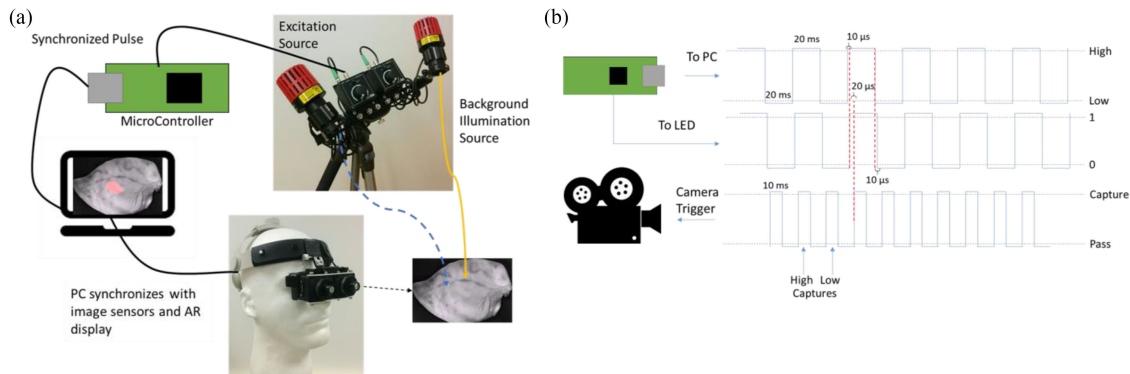 (a)
Synchronized Pulse
MicroController
Excitation
Source
Background
Illumination
Source
PC synchronizes with
image sensors and AR
display
(b)
20 ms
10 µs
High
To PC
20 ms
20 µs
Low
To LED
1
0
10 µs
10 ms
Capture
Camera
Trigger
Pass
High Low
Captures